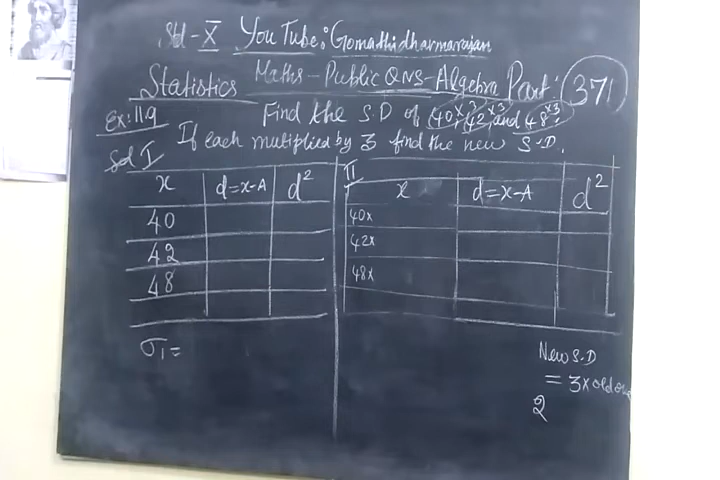 Std - X YouTube: Gomathidharmarajan
Statistics Maths - Public QNS - Algebra Part: 371
Ex: 119 Find the S.D of 40×3, 42×3, and 48×3.
If each multiplied by 3 find the new S.D.
Sol I
x d=x-A d²
40
42
48
σ₁ =
II
x d=x-A d²
40x
42x
48x
New S.D
= 3x old
2